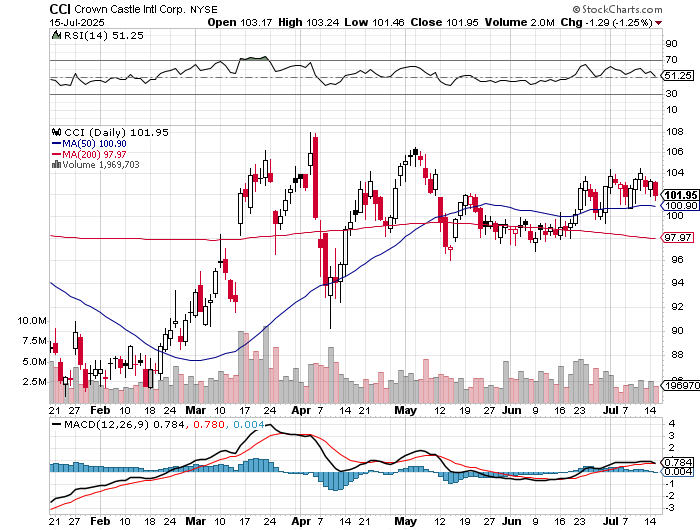 CCI Crown Castle Intl Corp. NYSE
© StockCharts.com
15-Jul-2025 Open 103.17 High 103.24 Low 101.46 Close 101.95 Volume 2.0M Chg -1.29 (-1.25%)
RSI(14) 51.25
90
70
51.25
30
10
CCI (Daily) 101.95
MA(50) 100.90
MA(200) 97.97
Volume 1,969,703
108
106
104
101.95
100.90
100
97.97
96
94
92
90
88
86
10.0M
7.5M
5.0M
2.5M
196970
21 27 Feb 10 18 24 Mar 10 17 24 Apr 7 14 21 May 12 19 27 Jun 9 16 23 Jul 7 14
MACD(12,26,9) 0.784, 0.780, 0.004
4
3
2
0.784
0.004
-1
-2
-3
21 27 Feb 10 18 24 Mar 10 17 24 Apr 7 14 21 May 12 19 27 Jun 9 16 23 Jul 7 14